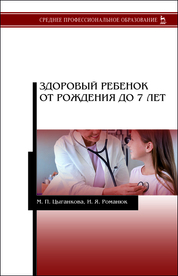 СРЕДНЕЕ ПРОФЕССИОНАЛЬНОЕ ОБРАЗОВАНИЕ
ЗДОРОВЫЙ РЕБЕНОК
ОТ РОЖДЕНИЯ ДО 7 ЛЕТ
М. П. Цыганкова, И. Я. Романюк